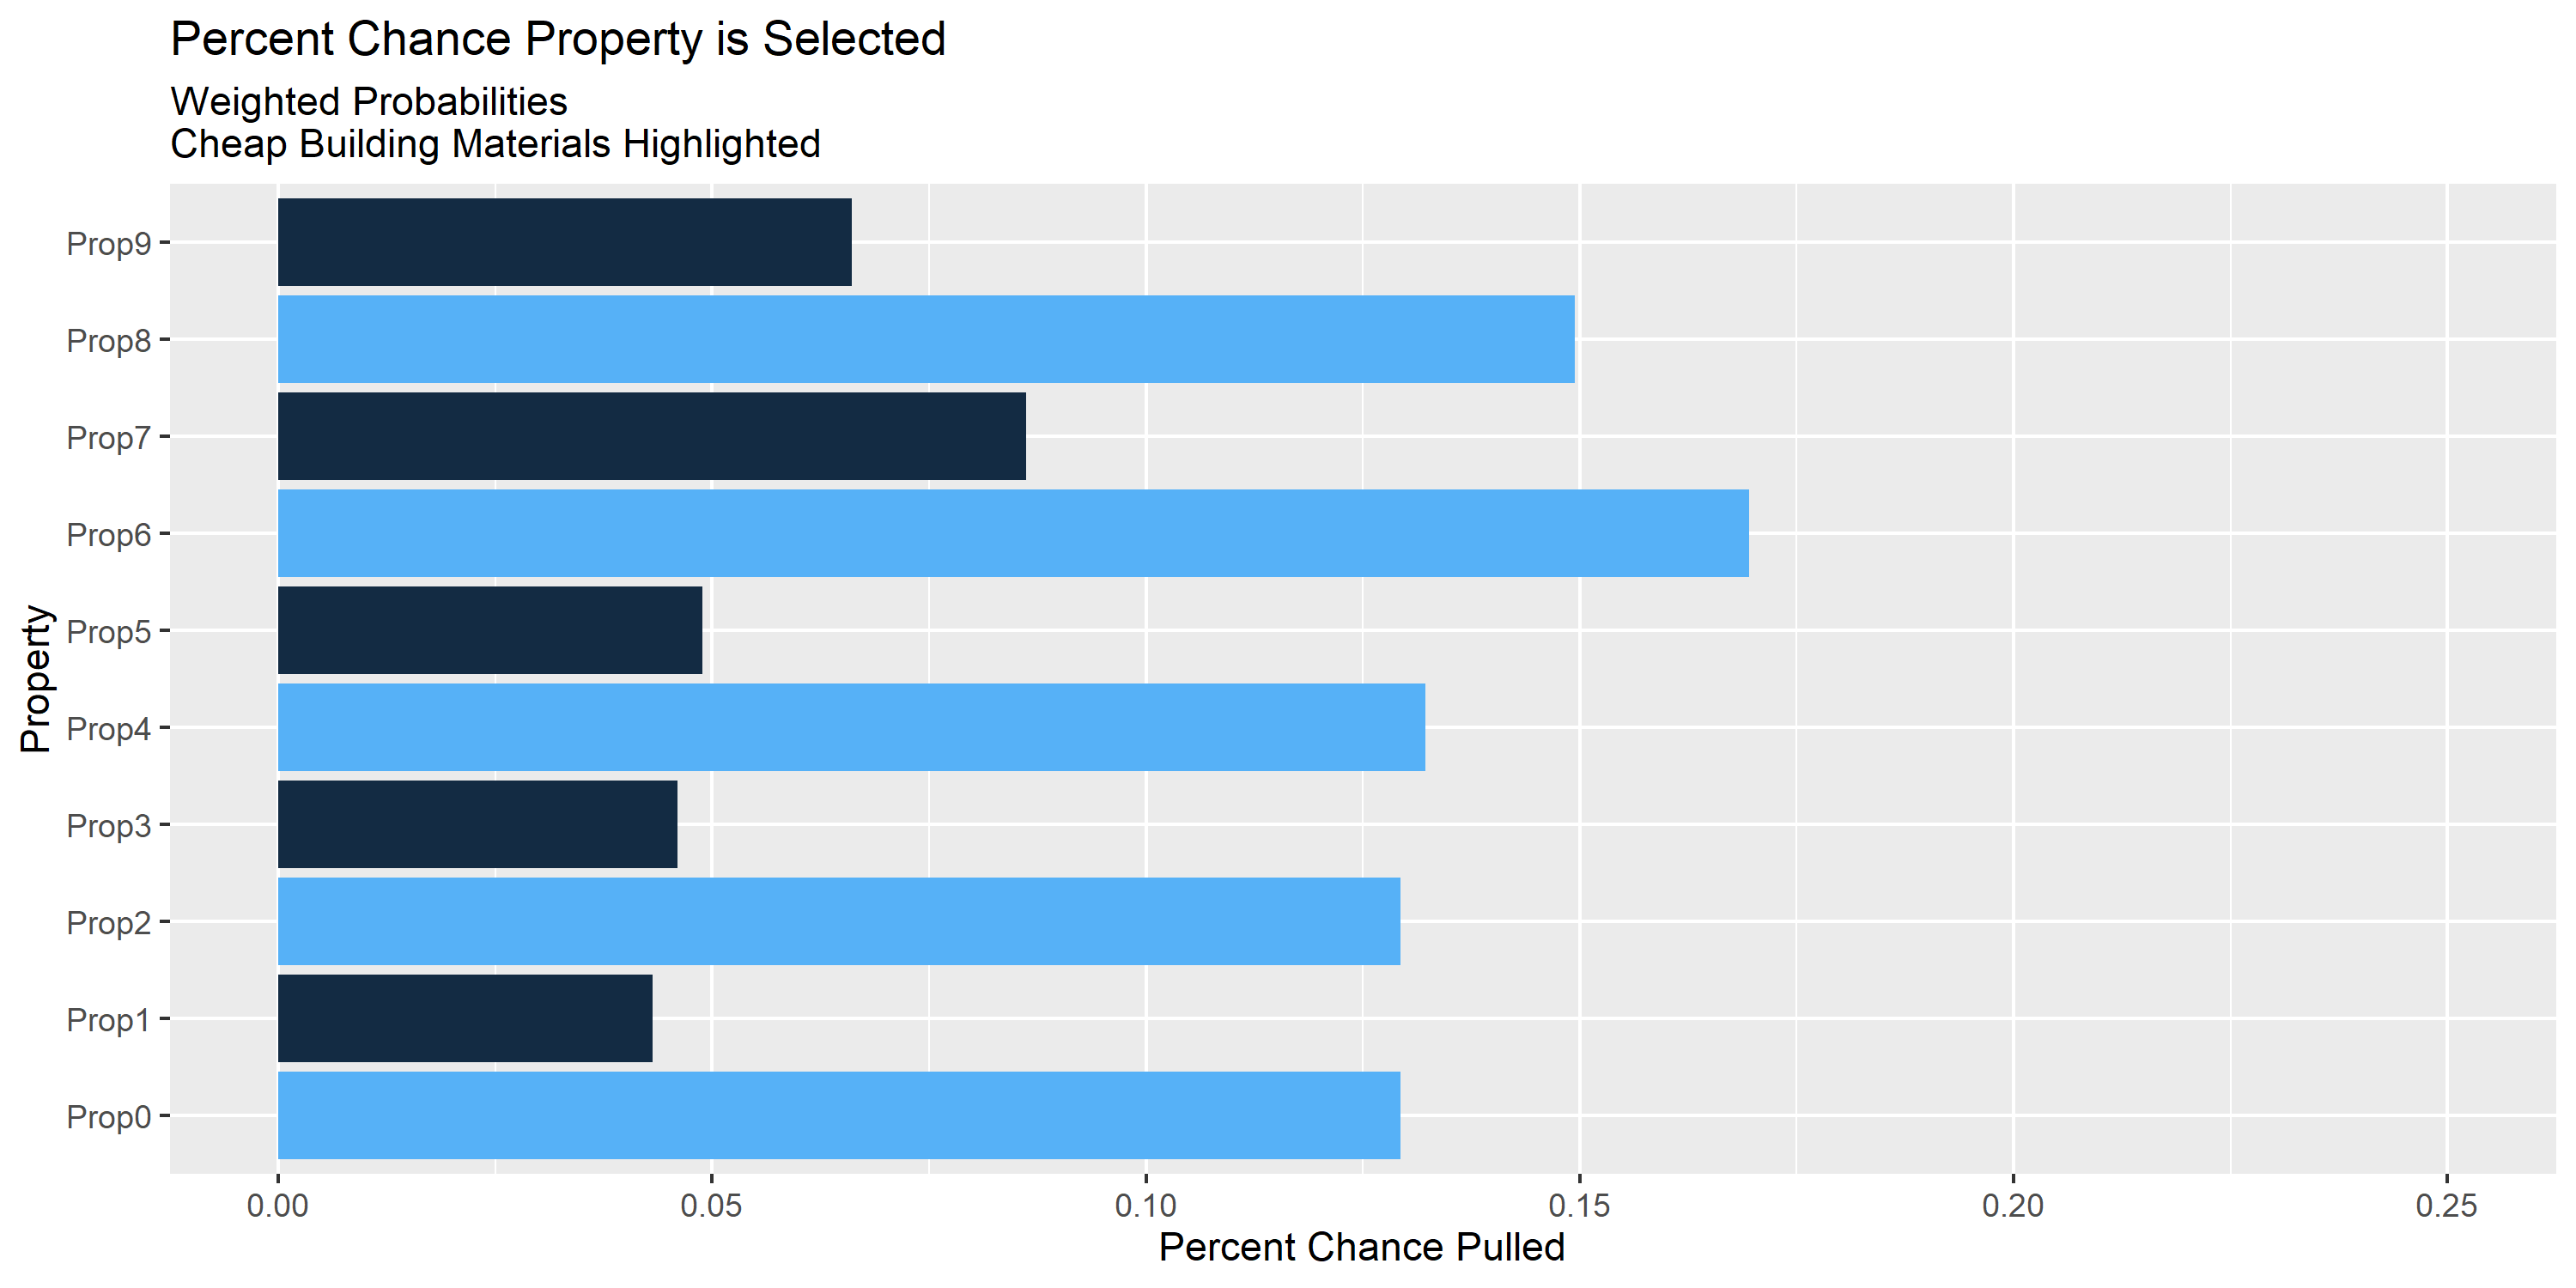 Percent Chance Property is Selected
Weighted Probabilities
Cheap Building Materials Highlighted
Property
Prop9
Prop8
Prop7
Prop6
Prop5
Prop4
Prop3
Prop2
Prop1
Prop0
0.00 0.05 0.10 0.15 0.20 0.25
Percent Chance Pulled